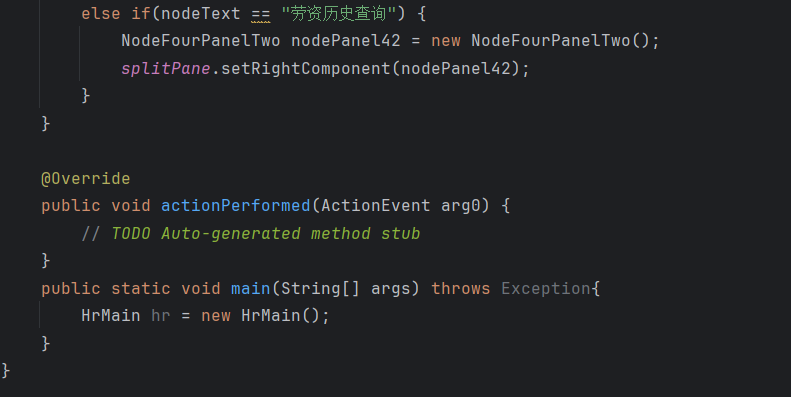 else if(nodeText == "劳资历史查询") {
NodeFourPanelTwo nodePanel42 = new NodeFourPanelTwo();
splitPane.setRightComponent(nodePanel42);
}
}
@Override
public void actionPerformed(ActionEvent arg0) {
// TODO Auto-generated method stub
}
public static void main(String[] args) throws Exception{
HrMain hr = new HrMain();
}
}